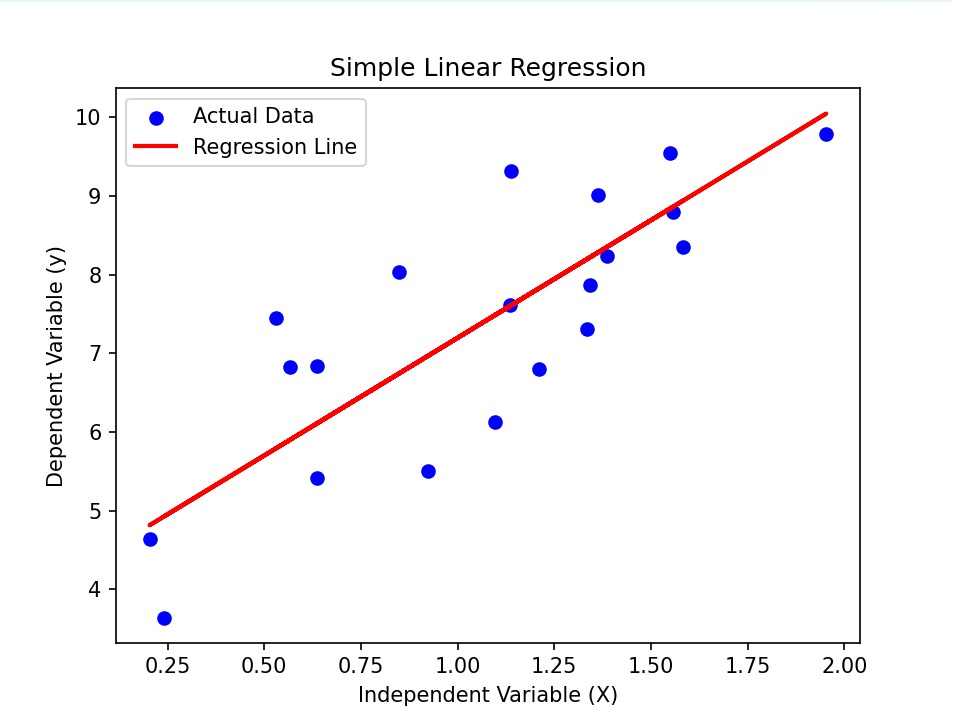 Simple Linear Regression
Actual Data
Regression Line
10
9
8
7
6
5
4
Dependent Variable (y)
0.25 0.50 0.75 1.00 1.25 1.50 1.75 2.00
Independent Variable (X)